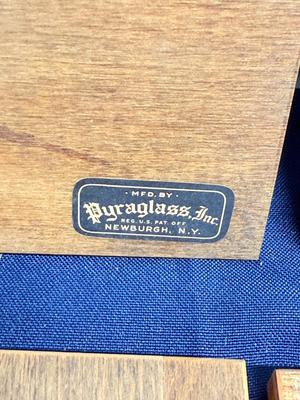 · MFD. BY ·
Pyraglass, Inc.
REG. U.S. PAT. OFF.
NEWBURGH, N.Y.